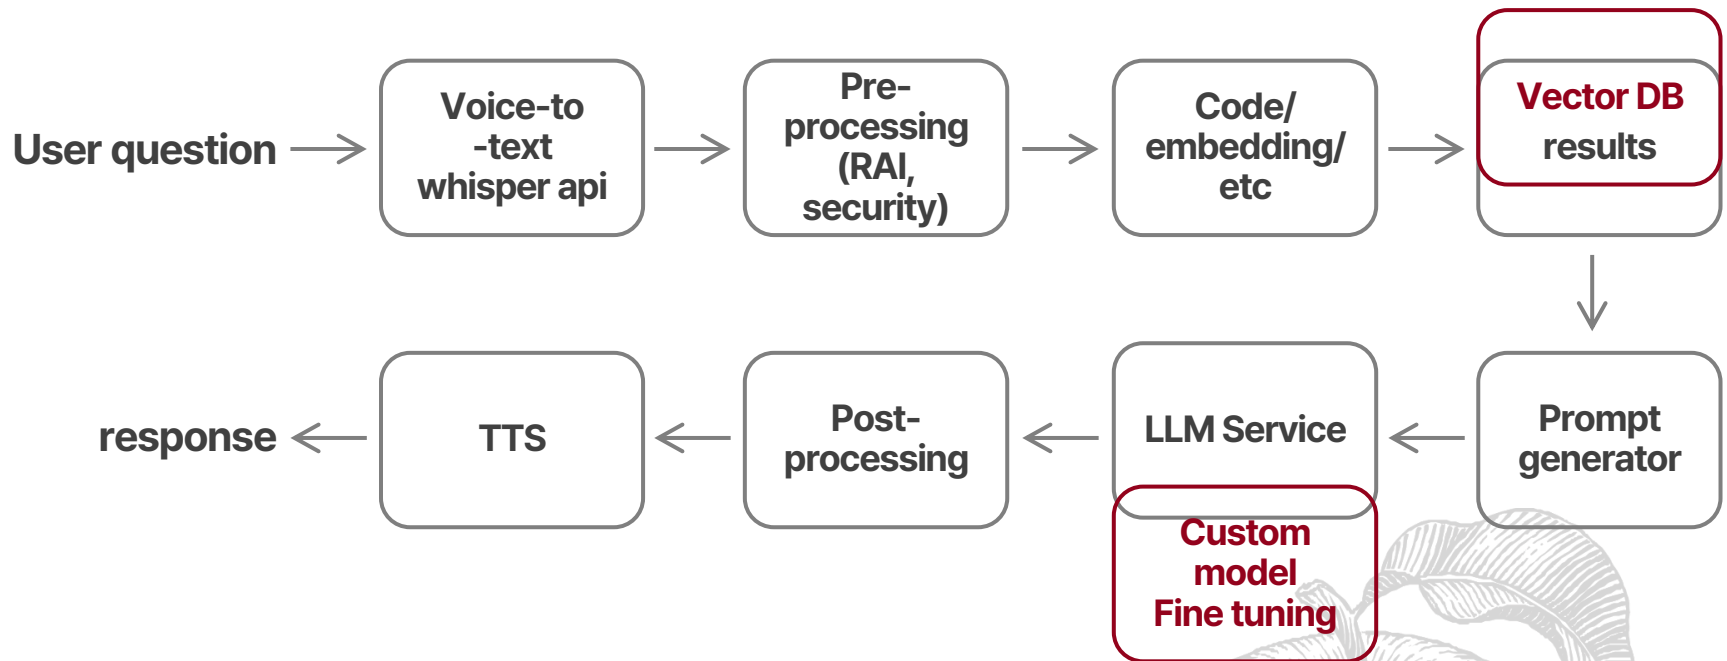 User question
Voice-to
-text
whisper api
Pre-
processing
(RAI,
security)
Code/
embedding/
etc
Vector DB
results
response
TTS
Post-
processing
LLM Service
Custom
model
Fine tuning
Prompt
generator